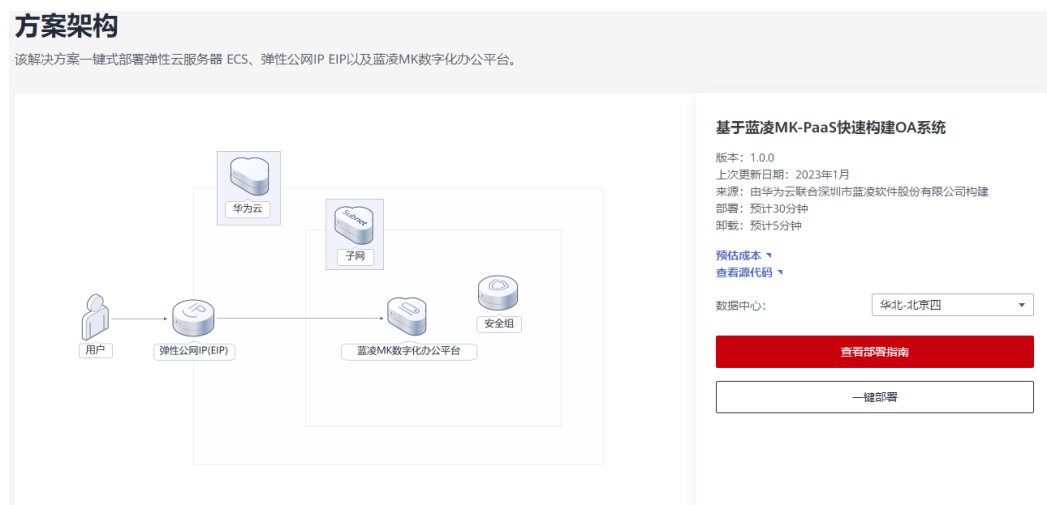 方案架构
该解决方案一键式部署弹性云服务器 ECS、弹性公网IP EIP以及蓝凌MK数字化办公平台。
华为云
Subnet
子网
IP
用户
弹性公网IP(EIP)
蓝凌MK数字化办公平台
安全组
基于蓝凌MK-PaaS快速构建OA系统
版本：1.0.0
上次更新日期：2023年1月
来源：由华为云联合深圳市蓝凌软件股份有限公司构建
部署：预计30分钟
卸载：预计5分钟
预估成本
查看源代码
数据中心：
华北-北京四
查看部署指南
一键部署